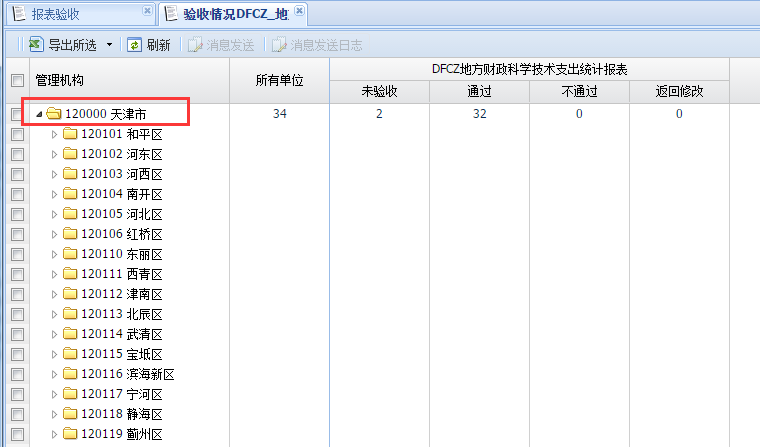 报表验收
验收情况DFCZ_地
导出所选 刷新 消息发送 消息发送日志
管理机构 所有单位 DFCZ地方财政科学技术支出统计报表
未验收 通过 不通过 返回修改
120000 天津市 34 2 32 0 0
120101 和平区
120102 河东区
120103 河西区
120104 南开区
120105 河北区
120106 红桥区
120110 东丽区
120111 西青区
120112 津南区
120113 北辰区
120114 武清区
120115 宝坻区
120116 滨海新区
120117 宁河区
120118 静海区
120119 蓟州区